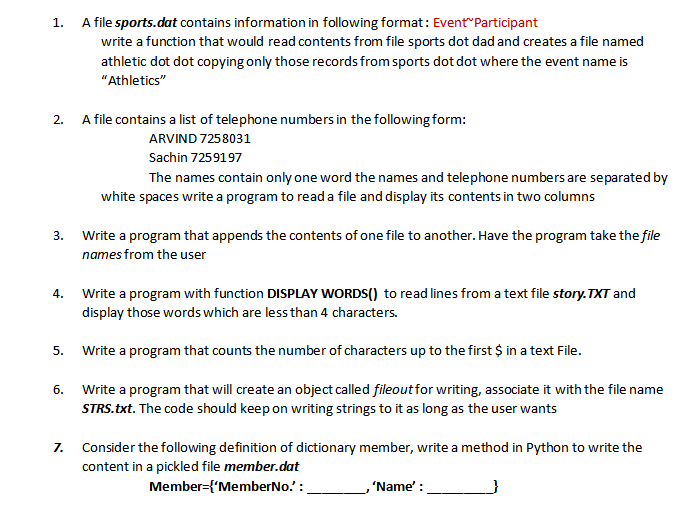 1. A file sports.dat contains information in following format: Event~Participant
write a function that would read contents from file sports dot dad and creates a file named
athletic dot dot copying only those records from sports dot dot where the event name is
“Athletics”
2. A file contains a list of telephone numbers in the following form:
ARVIND 7258031
Sachin 7259197
The names contain only one word the names and telephone numbers are separated by
white spaces write a program to read a file and display its contents in two columns
3. Write a program that appends the contents of one file to another. Have the program take the file
names from the user
4. Write a program with function DISPLAY WORDS() to read lines from a text file story.TXT and
display those words which are less than 4 characters.
5. Write a program that counts the number of characters up to the first $ in a text File.
6. Write a program that will create an object called fileout for writing, associate it with the file name
STRS.txt. The code should keep on writing strings to it as long as the user wants
7. Consider the following definition of dictionary member, write a method in Python to write the
content in a pickled file member.dat
Member={‘MemberNo.’ : ________, ‘Name’ : _________}